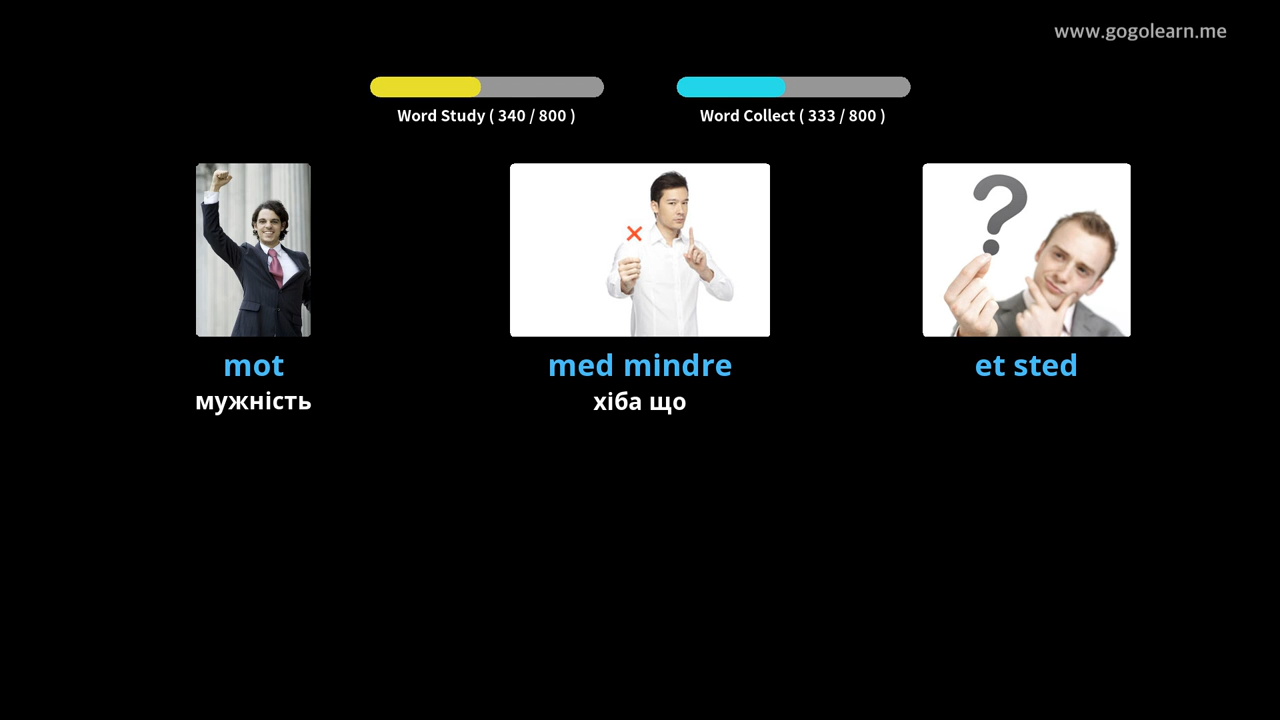 www.gogolearn.me
Word Study ( 340 / 800 )
Word Collect ( 333 / 800 )
mot
мужність
med mindre
хіба що
et sted